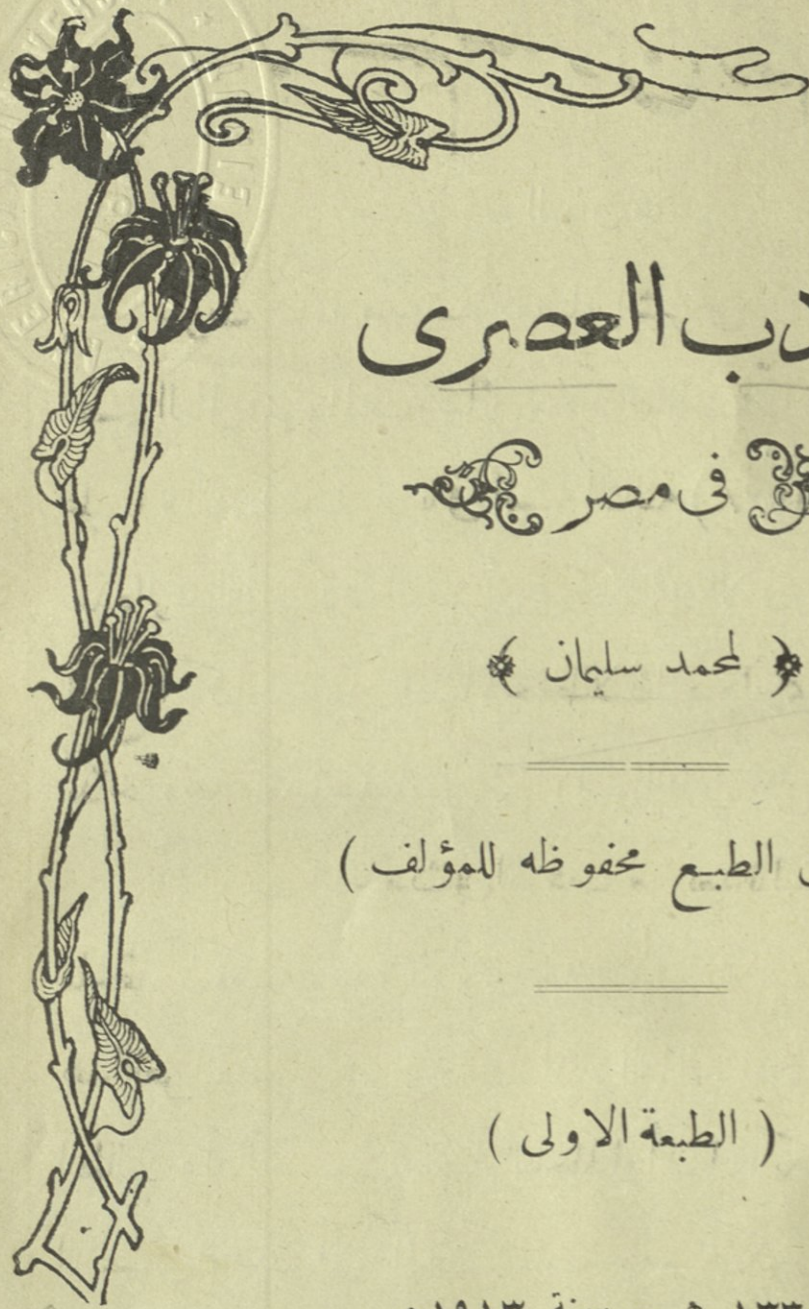 العصرى
فى مصر
﴿ لمحمد سليمان ﴾
الطبع محفوظه للمؤلف )
( الطبعة الاولى )